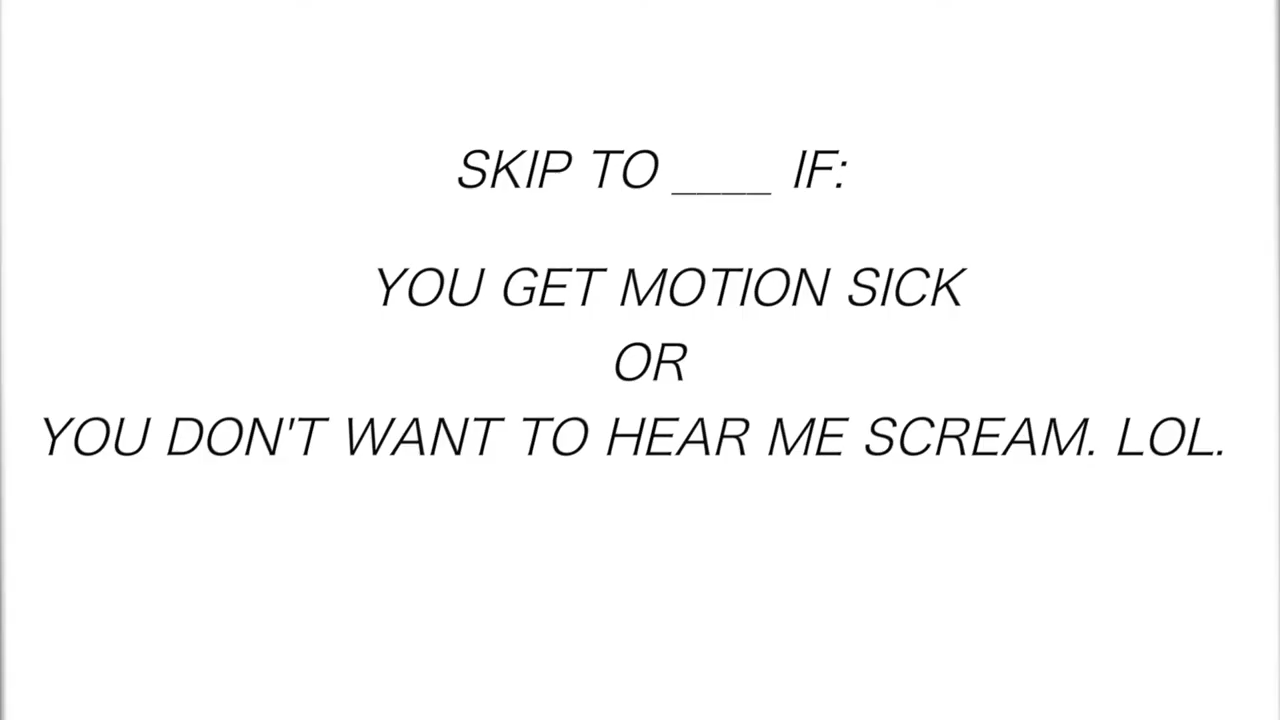 SKIP TO ____ IF:
YOU GET MOTION SICK
OR
YOU DON'T WANT TO HEAR ME SCREAM. LOL.